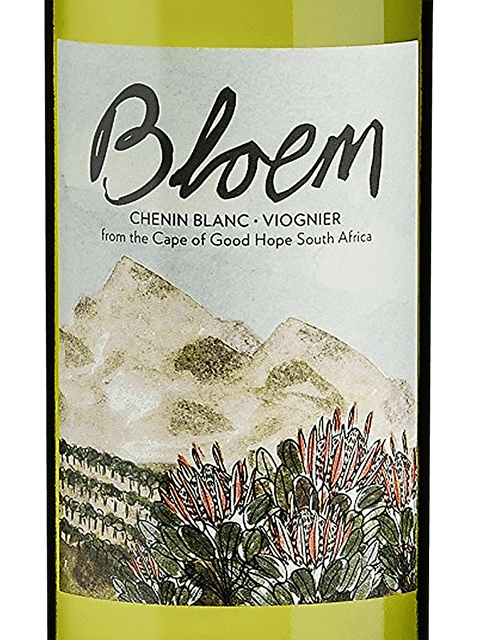 Bloem
CHENIN BLANC • VIOGNIER
from the Cape of Good Hope South Africa